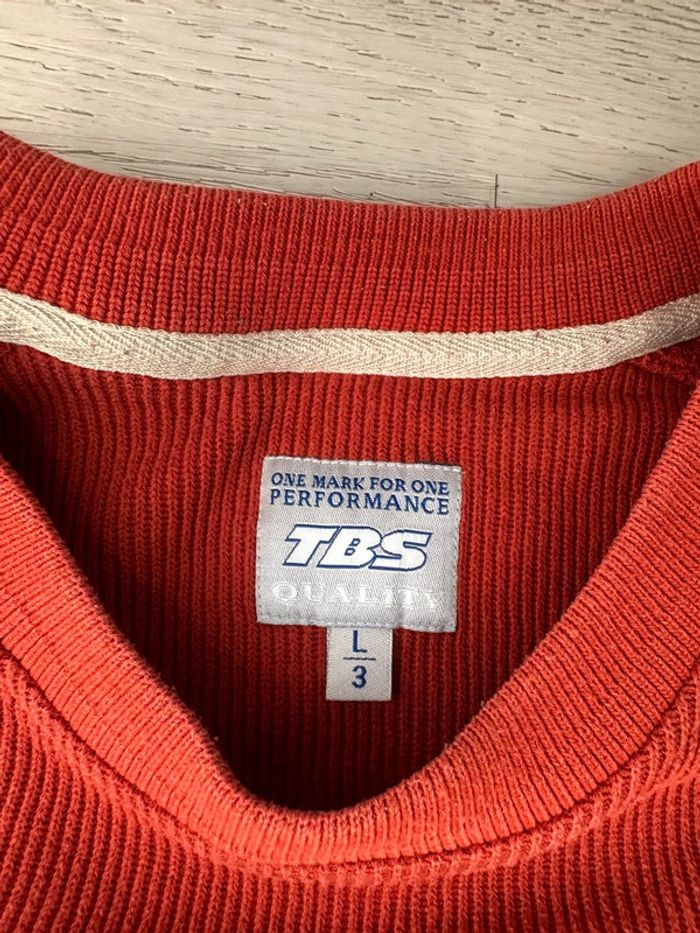 ONE MARK FOR ONE
PERFORMANCE
TBS
QUALITY
L
3